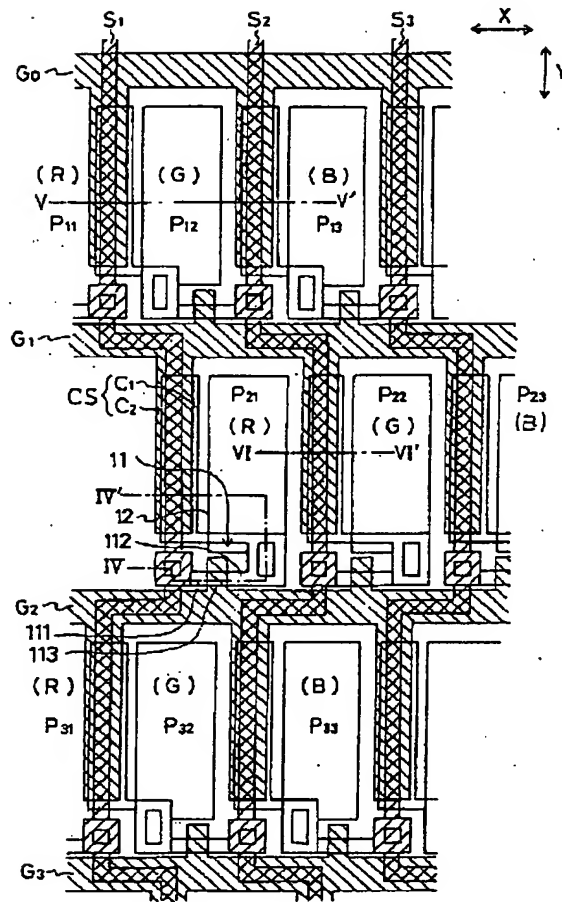 S1 S2 S3 X
G0 Y
(R) (G) (B)
V V'
P11 P12 P13
G1
CS { C1 P21 P22 P23
C2 (R) (G) (B)
11 VI VI'
IV'
12
112
IV
G2
111
113
(R) (G) (B)
P31 P32 P33
G3